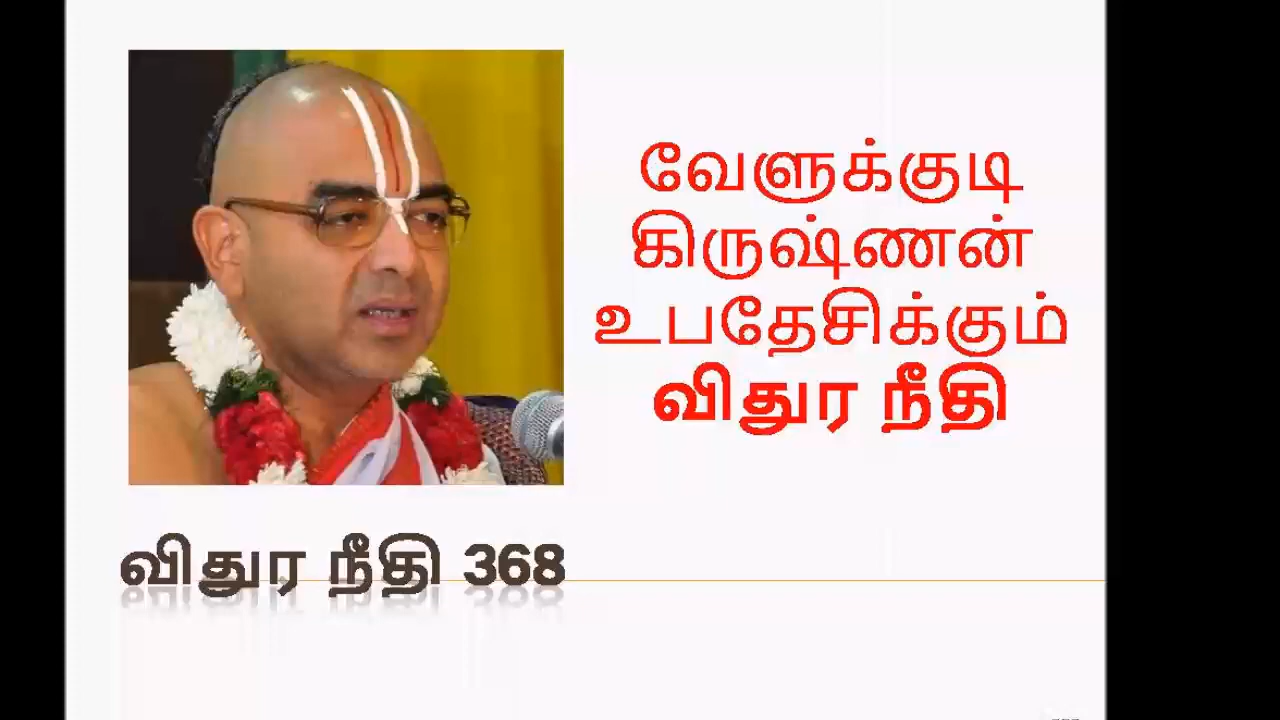 வேளுக்குடி
கிருஷ்ணன்
உபதேசிக்கும்
விதுர நீதி
விதுர நீதி 368